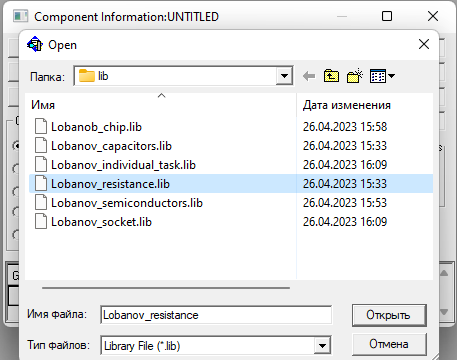 Component Information:UNTITLED
Open
Папка: lib
Имя Дата изменения
Lobanob_chip.lib 26.04.2023 15:58
Lobanov_capacitors.lib 26.04.2023 15:33
Lobanov_individual_task.lib 26.04.2023 16:09
Lobanov_resistance.lib 26.04.2023 15:33
Lobanov_semiconductors.lib 26.04.2023 15:53
Lobanov_socket.lib 26.04.2023 16:09
Имя файла: Lobanov_resistance Открыть
Тип файлов: Library File (*.lib) Отмена